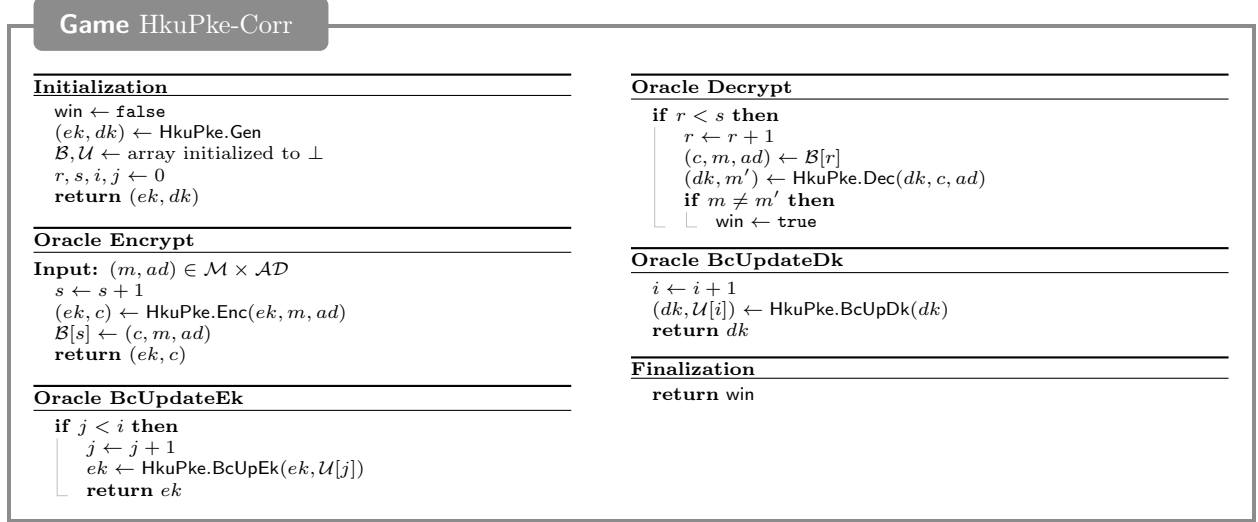 Game HkuPke-Corr
Initialization
win ← false
(ek, dk) ← HkuPke.Gen
ℬ, 𝒰 ← array initialized to ⊥
r, s, i, j ← 0
return (ek, dk)
Oracle Encrypt
Input: (m, ad) ∈ ℳ × 𝒜𝒟
s ← s + 1
(ek, c) ← HkuPke.Enc(ek, m, ad)
ℬ[s] ← (c, m, ad)
return (ek, c)
Oracle BcUpdateEk
if j < i then
j ← j + 1
ek ← HkuPke.BcUpEk(ek, 𝒰[j])
return ek
Oracle Decrypt
if r < s then
r ← r + 1
(c, m, ad) ← ℬ[r]
(dk, m′) ← HkuPke.Dec(dk, c, ad)
if m ≠ m′ then
win ← true
Oracle BcUpdateDk
i ← i + 1
(dk, 𝒰[i]) ← HkuPke.BcUpDk(dk)
return dk
Finalization
return win